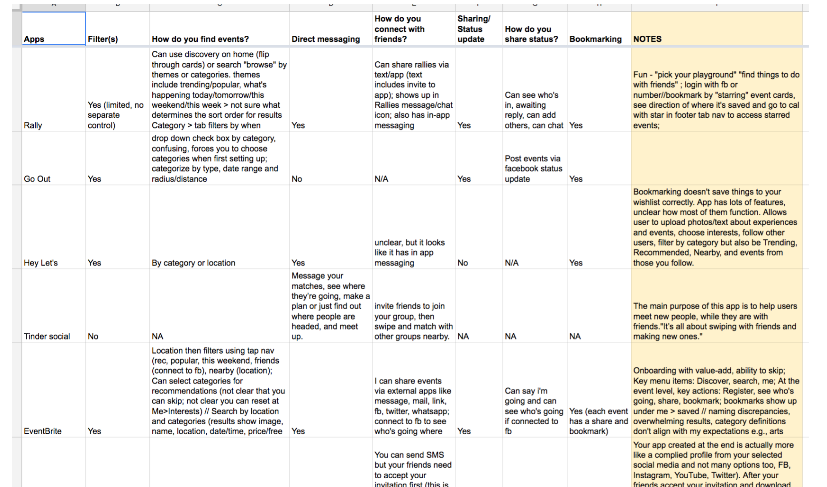 Apps
Filter(s)
How do you find events?
Direct messaging
How do you connect with
friends?
Sharing/
Status
update
How do you
share status?
Bookmarking
NOTES
Rally
Yes (limited, no
separate
control)
Can use discovery on home (flip
through cards) or search "browse" by
themes or categories. themes
include trending/popular, what's
happening today/tomorrow/this
weekend/this week > not sure what
determines the sort order for results
Category > tab filters by when
Yes
Can share rallies via
text/app (text
includes invite to
app); shows up in
Rallies message/chat
icon; also has in-app
messaging
Yes
Can see who's
in, awaiting
reply, can add
others, can chat
Yes
Fun - "pick your playground" "find things to do
with friends" ; login with fb or
number//bookmark by "starring" event cards,
see direction of where it's saved and go to cal
with star in footer tab nav to access starred
events;
Go Out
Yes
drop down check box by category,
confusing, forces you to choose
categories when first setting up;
categorize by type, date range and
radius/distance
No
N/A
Yes
Post events via
facebook status
update
Yes
Hey Let's
Yes
By category or location
Yes
unclear, but it looks
like it has in app
messaging
No
N/A
Yes
Bookmarking doesn't save things to your
wishlist correctly. App has lots of features,
unclear how most of them function. Allows
user to upload photos/text about experiences
and events, choose interests, follow other
users, filter by category but also be Trending,
Recommended, Nearby, and events from
those you follow.
Tinder social
No
NA
Message your
matches, see where
they're going, make a
plan or just find out
where people are
headed, and meet
up.
invite friends to join
your group, then
swipe and match with
other groups nearby.
NA
NA
NA
The main purpose of this app is to help users
meet new people, while they are with
friends."It's all about swiping with friends and
making new ones."
EventBrite
Yes
Location then filters using tap nav
(rec, popular, this weekend, friends
(connect to fb), nearby (location);
Can select categories for
recommendations (not clear that you
can skip; not clear you can reset at
Me>Interests) // Search by location
and categories (results show image,
name, location, date/time, price/free
Yes
I can share events
via external apps like
message, mail, link,
fb, twitter, whatsapp;
connect to fb to see
who's going where
Yes
Can say i'm
going and can
see who's going
if connected to
fb
Yes (each event
has a share and
bookmark)
Onboarding with value-add, ability to skip;
Key menu items: Discover, search, me; At the
event level, key actions: Register, see who's
going, share, bookmark; bookmarks show up
under me > saved // naming discrepancies,
overwhelming results, category definitions
don't align with my expectations e.g., arts
You can send SMS
but your friends need
to accept your
invitation first (this is
Your app created at the end is actually more
like a complied profile from your selected
social media and not many options too, FB,
Instagram, YouTube, Twitter). After your
friends accept your invitation and download